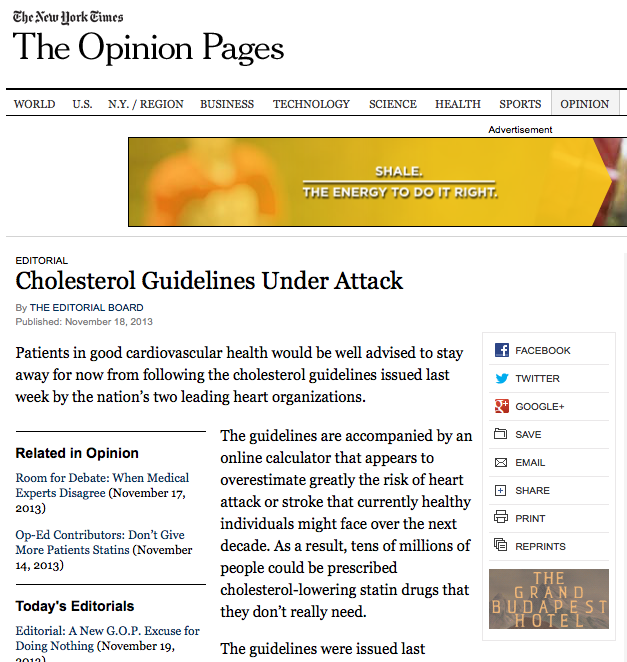 The New York Times
The Opinion Pages
WORLD U.S. N.Y. / REGION BUSINESS TECHNOLOGY SCIENCE HEALTH SPORTS OPINION
Advertisement
SHALE.
THE ENERGY TO DO IT RIGHT.
EDITORIAL
Cholesterol Guidelines Under Attack
By THE EDITORIAL BOARD
Published: November 18, 2013
Patients in good cardiovascular health would be well advised to stay
away for now from following the cholesterol guidelines issued last
week by the nation’s two leading heart organizations.
Related in Opinion
Room for Debate: When Medical
Experts Disagree (November 17,
2013)
Op-Ed Contributors: Don’t Give
More Patients Statins (November
14, 2013)
Today's Editorials
Editorial: A New G.O.P. Excuse for
Doing Nothing (November 19,
2013)
The guidelines are accompanied by an
online calculator that appears to
overestimate greatly the risk of heart
attack or stroke that currently healthy
individuals might face over the next
decade. As a result, tens of millions of
people could be prescribed
cholesterol-lowering statin drugs that
they don’t really need.
The guidelines were issued last
FACEBOOK
TWITTER
GOOGLE+
SAVE
EMAIL
SHARE
PRINT
REPRINTS
THE
GRAND
BUDAPEST
HOTEL